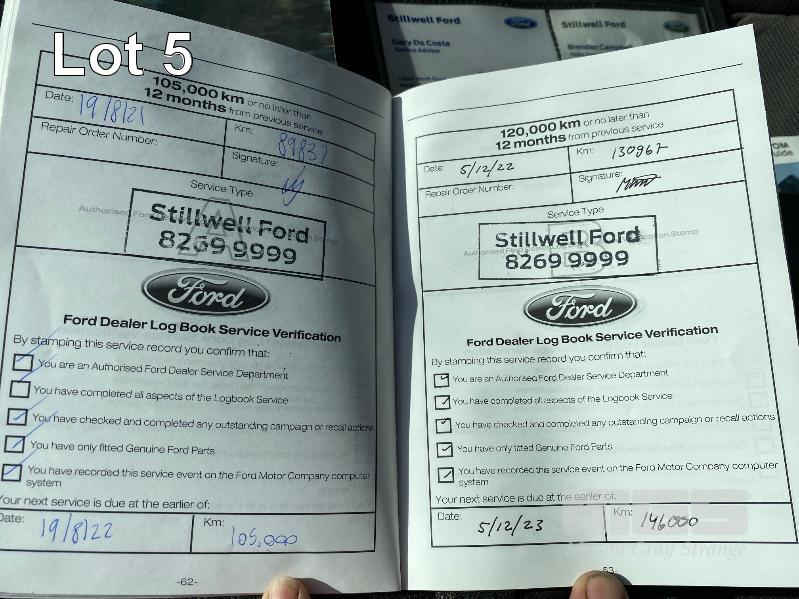 Lot 5
Stillwell Ford
Ford
Gary Da Costa
Service Advisor
Stillwell Ford
Brendan Campbell
105,000 km or no later than
12 months from previous service
Date: 19/8/21
Km: 89837
Repair Order Number:
Signature:
Service Type
Stillwell Ford
8269 9999
Ford
Ford Dealer Log Book Service Verification
By stamping this service record you confirm that:
You are an Authorised Ford Dealer Service Department
You have completed all aspects of the Logbook Service
You have checked and completed any outstanding campaign or recall actions
You have only fitted Genuine Ford Parts
You have recorded this service event on the Ford Motor Company computer
system
Your next service is due at the earlier of:
Date: 19/8/22
Km: 105,000
-62-
120,000 km or no later than
12 months from previous service
Date: 5/12/22
Km: 130967
Repair Order Number:
Signature:
Service Type
Stillwell Ford
8269 9999
Ford
Ford Dealer Log Book Service Verification
By stamping this service record you confirm that:
You are an Authorised Ford Dealer Service Department
You have completed all aspects of the Logbook Service
You have checked and completed any outstanding campaign or recall actions
You have only fitted Genuine Ford Parts
You have recorded this service event on the Ford Motor Company computer
system
Your next service is due at the earlier of:
Date: 5/12/23
Km: 146000
Gray Strange